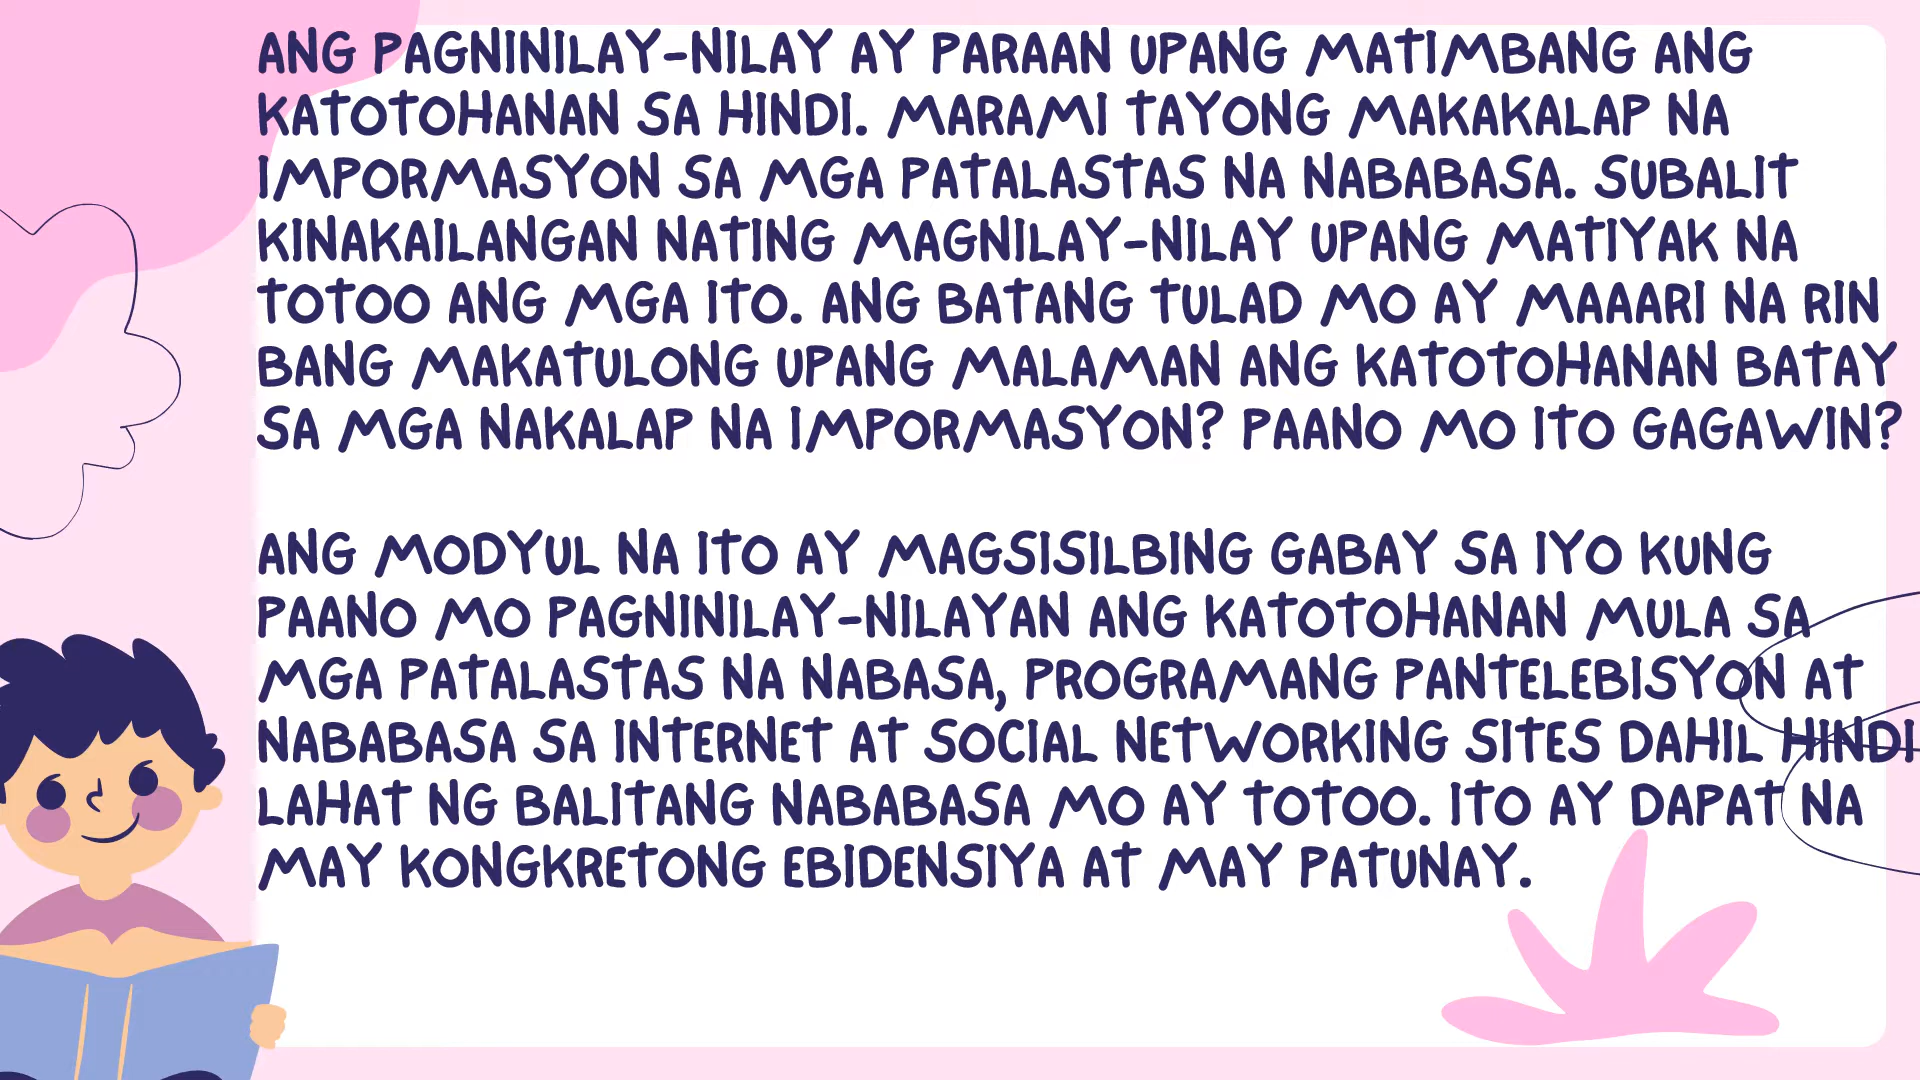 ANG PAGNINILAY-NILAY AY PARAAN UPANG MATIMBANG ANG
KATOTOHANAN SA HINDI. MARAMI TAYONG MAKAKALAP NA
IMPORMASYON SA MGA PATALASTAS NA NABABASA. SUBALIT
KINAKAILANGAN NATING MAGNILAY-NILAY UPANG MATIYAK NA
TOTOO ANG MGA ITO. ANG BATANG TULAD MO AY MAAARI NA RIN
BANG MAKATULONG UPANG MALAMAN ANG KATOTOHANAN BATAY
SA MGA NAKALAP NA IMPORMASYON? PAANO MO ITO GAGAWIN?
ANG MODYUL NA ITO AY MAGSISILBING GABAY SA IYO KUNG
PAANO MO PAGNINILAY-NILAYAN ANG KATOTOHANAN MULA SA
MGA PATALASTAS NA NABASA, PROGRAMANG PANTELEBISYON AT
NABABASA SA INTERNET AT SOCIAL NETWORKING SITES DAHIL HINDI
LAHAT NG BALITANG NABABASA MO AY TOTOO. ITO AY DAPAT NA
MAY KONGKRETONG EBIDENSIYA AT MAY PATUNAY.